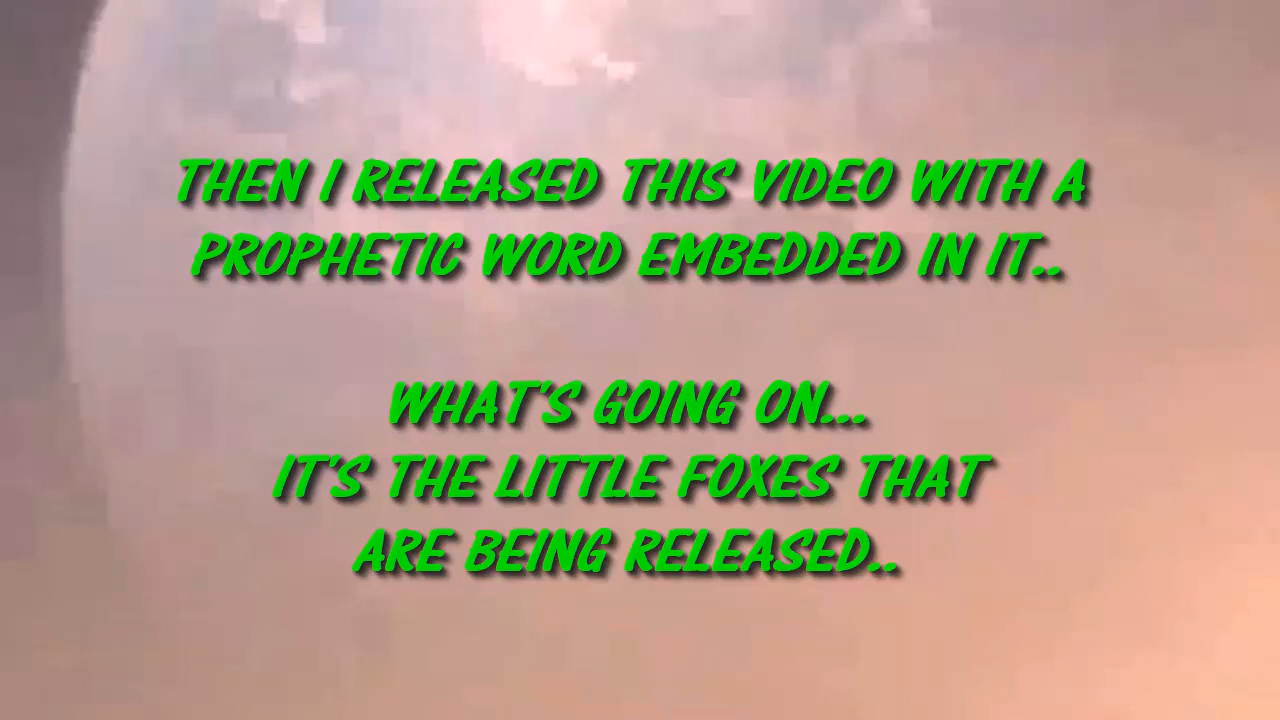 THEN I RELEASED THIS VIDEO WITH A
PROPHETIC WORD EMBEDDED IN IT..
WHAT'S GOING ON...
IT'S THE LITTLE FOXES THAT
ARE BEING RELEASED..